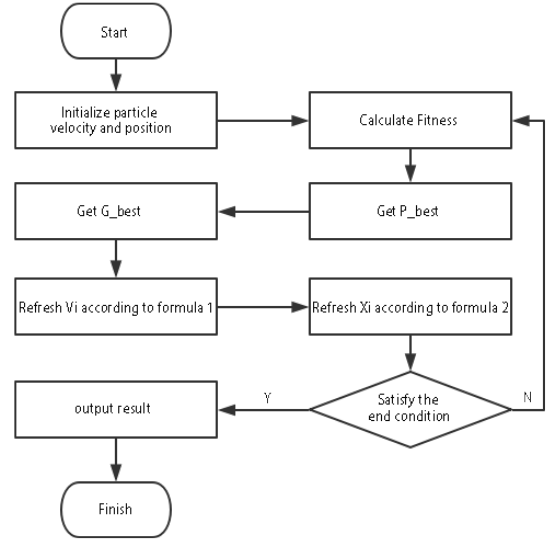 Start
Initialize particle
velocity and position
Calculate Fitness
Get G_best
Get P_best
Refresh Vi according to formula 1
Refresh Xi according to formula 2
Satisfy the
end condition
Y
N
output result
Finish